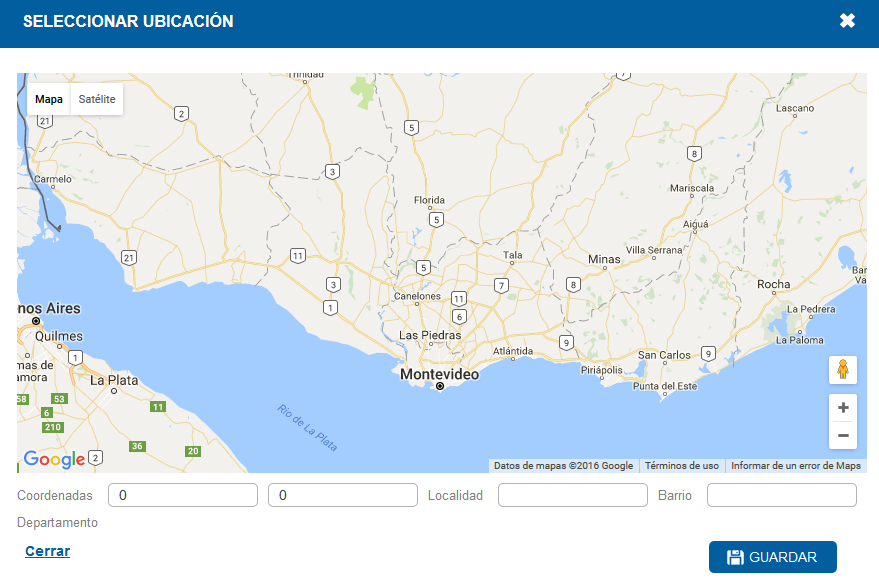 SELECCIONAR UBICACIÓN
Mapa
Satélite
Trinidad
7
21
2
5
Lascano
3
8
Carmelo
Mariscala
Florida
5
Aiguá
Villa Serrana
21
11
Tala
Minas
5
3
7
8
Rocha
Canelones
11
1
6
nos Aires
La Pedrera
Quilmes
Las Piedras
9
La Paloma
1
Atlántida
San Carlos
9
mas de
amora
Montevideo
Piriápolis
La Plata
Punta del Este
58
53
11
6
210
Río de La Plata
36
20
Google
2
Datos de mapas ©2016 Google
Términos de uso
Informar de un error de Maps
Coordenadas 0 0 Localidad Barrio
Departamento
Cerrar
GUARDAR